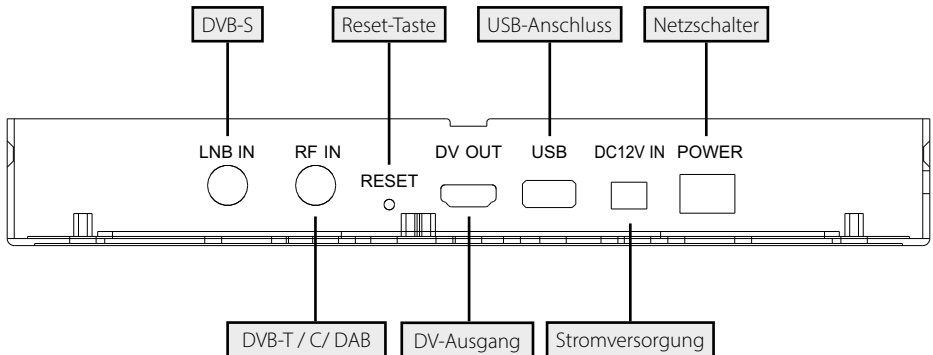 DVB-S
Reset-Taste
USB-Anschluss
Netzschalter
LNB IN
RF IN
RESET
DV OUT
USB
DC12V IN
POWER
DVB-T / C/ DAB
DV-Ausgang
Stromversorgung